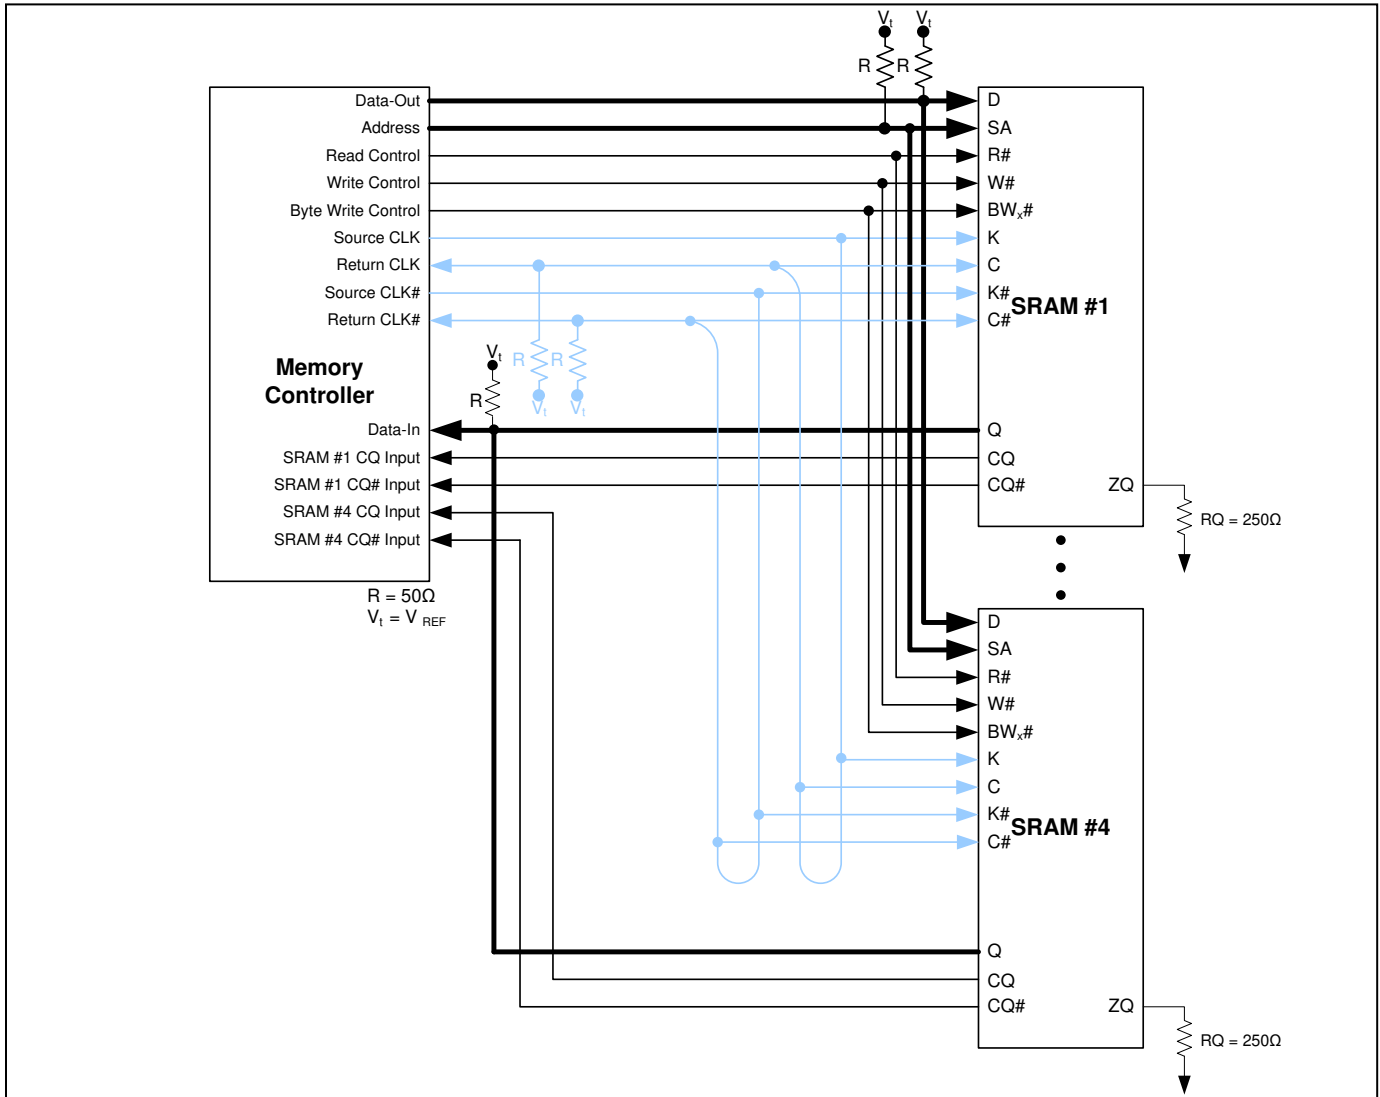 Vt Vt
R R
Data-Out
Address
Read Control
Write Control
Byte Write Control
Source CLK
Return CLK
Source CLK#
Return CLK#
Memory
Controller
Data-In
SRAM #1 CQ Input
SRAM #1 CQ# Input
SRAM #4 CQ Input
SRAM #4 CQ# Input
R = 50Ω
Vt = V REF
Vt
R
R R
Vt Vt
D
SA
R#
W#
BWx#
K
C
K#
SRAM #1
C#
Q
CQ
CQ# ZQ
RQ = 250Ω
D
SA
R#
W#
BWx#
K
C
K#
SRAM #4
C#
Q
CQ
CQ# ZQ
RQ = 250Ω